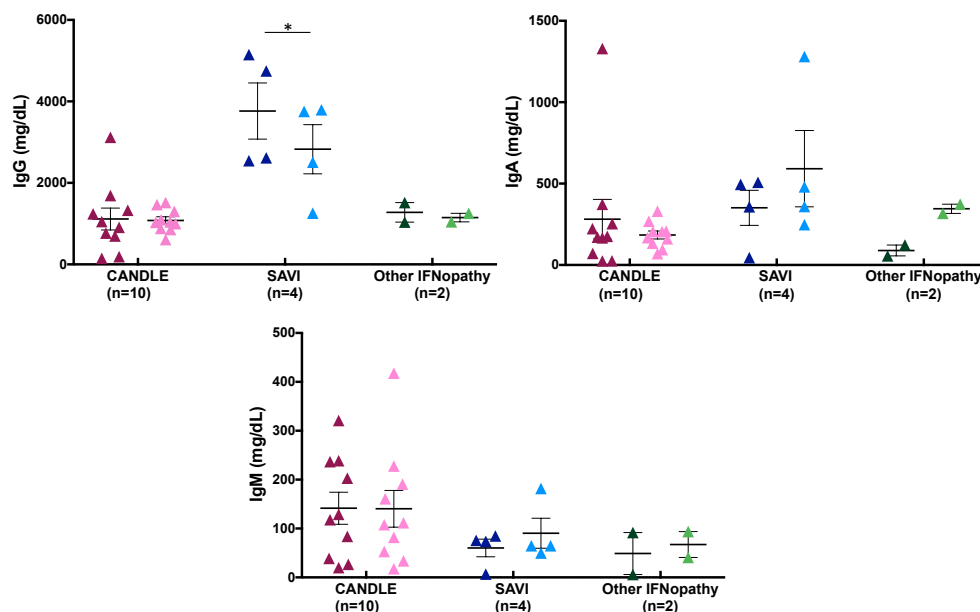 6000
4000
2000
0
IgG (mg/dL)
*
CANDLE
(n=10)
SAVI
(n=4)
Other IFNopathy
(n=2)
1500
1000
500
0
IgA (mg/dL)
CANDLE
(n=10)
SAVI
(n=4)
Other IFNopathy
(n=2)
500
400
300
200
100
0
IgM (mg/dL)
CANDLE
(n=10)
SAVI
(n=4)
Other IFNopathy
(n=2)